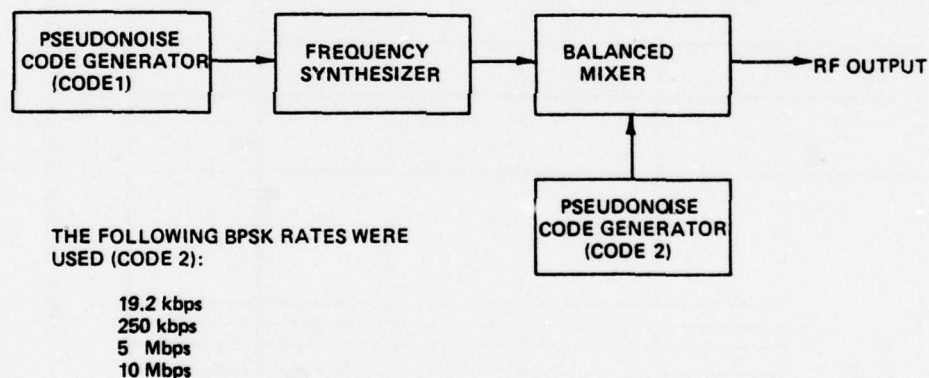 PSEUDONOISE
CODE GENERATOR
(CODE1)
FREQUENCY
SYNTHESIZER
BALANCED
MIXER
RF OUTPUT
PSEUDONOISE
CODE GENERATOR
(CODE 2)
THE FOLLOWING BPSK RATES WERE
USED (CODE 2):
19.2 kbps
250 kbps
5 Mbps
10 Mbps